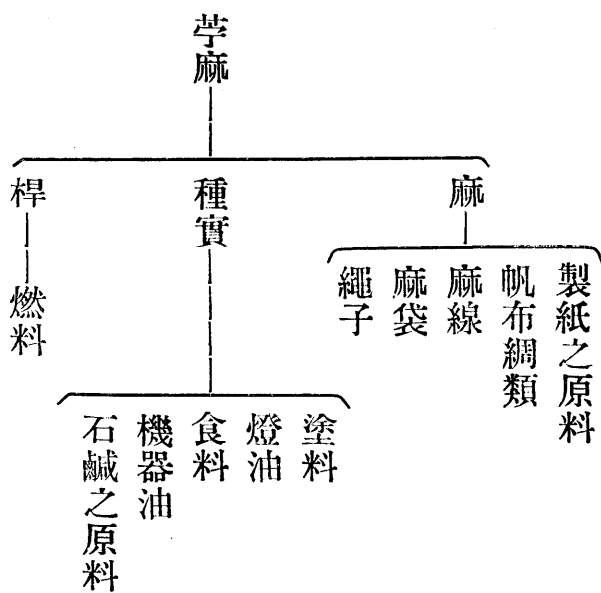 苧麻
麻
種實
桿
製紙之原料
帆布綢類
麻線
麻袋
繩子
燃料
塗料
燈油
食料
機器油
石鹹之原料